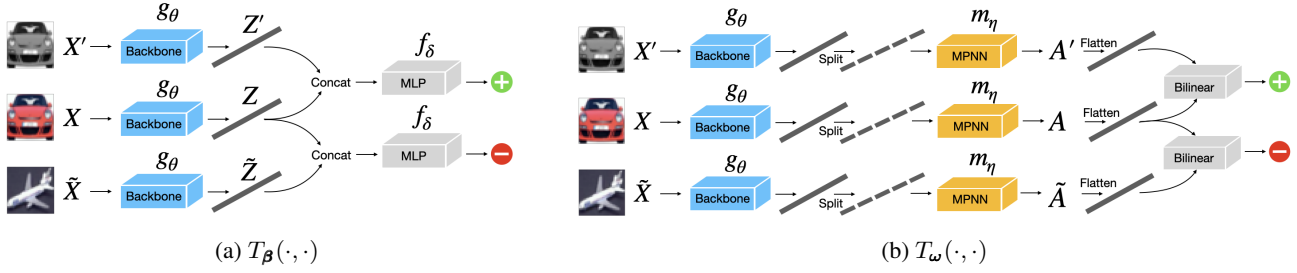 g_θ Z′
X′ Backbone
f_δ
Concat MLP +
g_θ Z
X Backbone
f_δ
Concat MLP −
g_θ Z̃
X̃ Backbone
(a) T_β(·, ·)
g_θ m_η
X′ Backbone Split MPNN A′ Flatten
Bilinear +
g_θ m_η
X Backbone Split MPNN A Flatten
Bilinear −
g_θ m_η
X̃ Backbone Split MPNN Ã Flatten
(b) T_ω(·, ·)